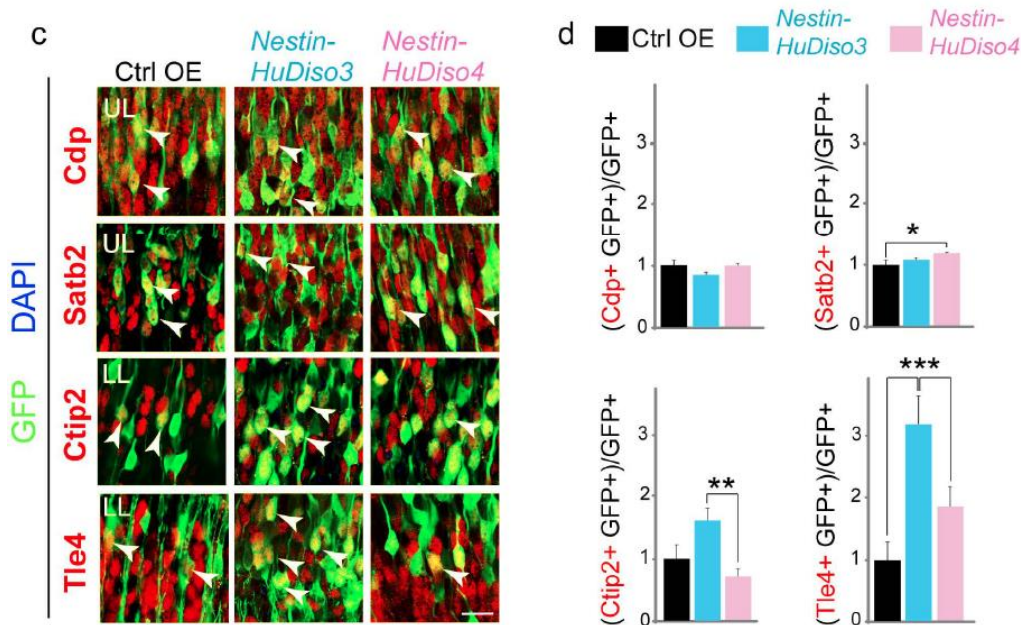 c
Ctrl OE
Nestin-
HuDiso3
Nestin-
HuDiso4
GFP DAPI
Cdp
UL
Satb2
UL
Ctip2
LL
Tle4
LL
d
Ctrl OE
Nestin-
HuDiso3
Nestin-
HuDiso4
(Cdp+ GFP+)/GFP+
3
2
1
0
(Satb2+ GFP+)/GFP+
3
2
1
0
*
(Ctip2+ GFP+)/GFP+
3
2
1
0
**
(Tle4+ GFP+)/GFP+
3
2
1
0
***